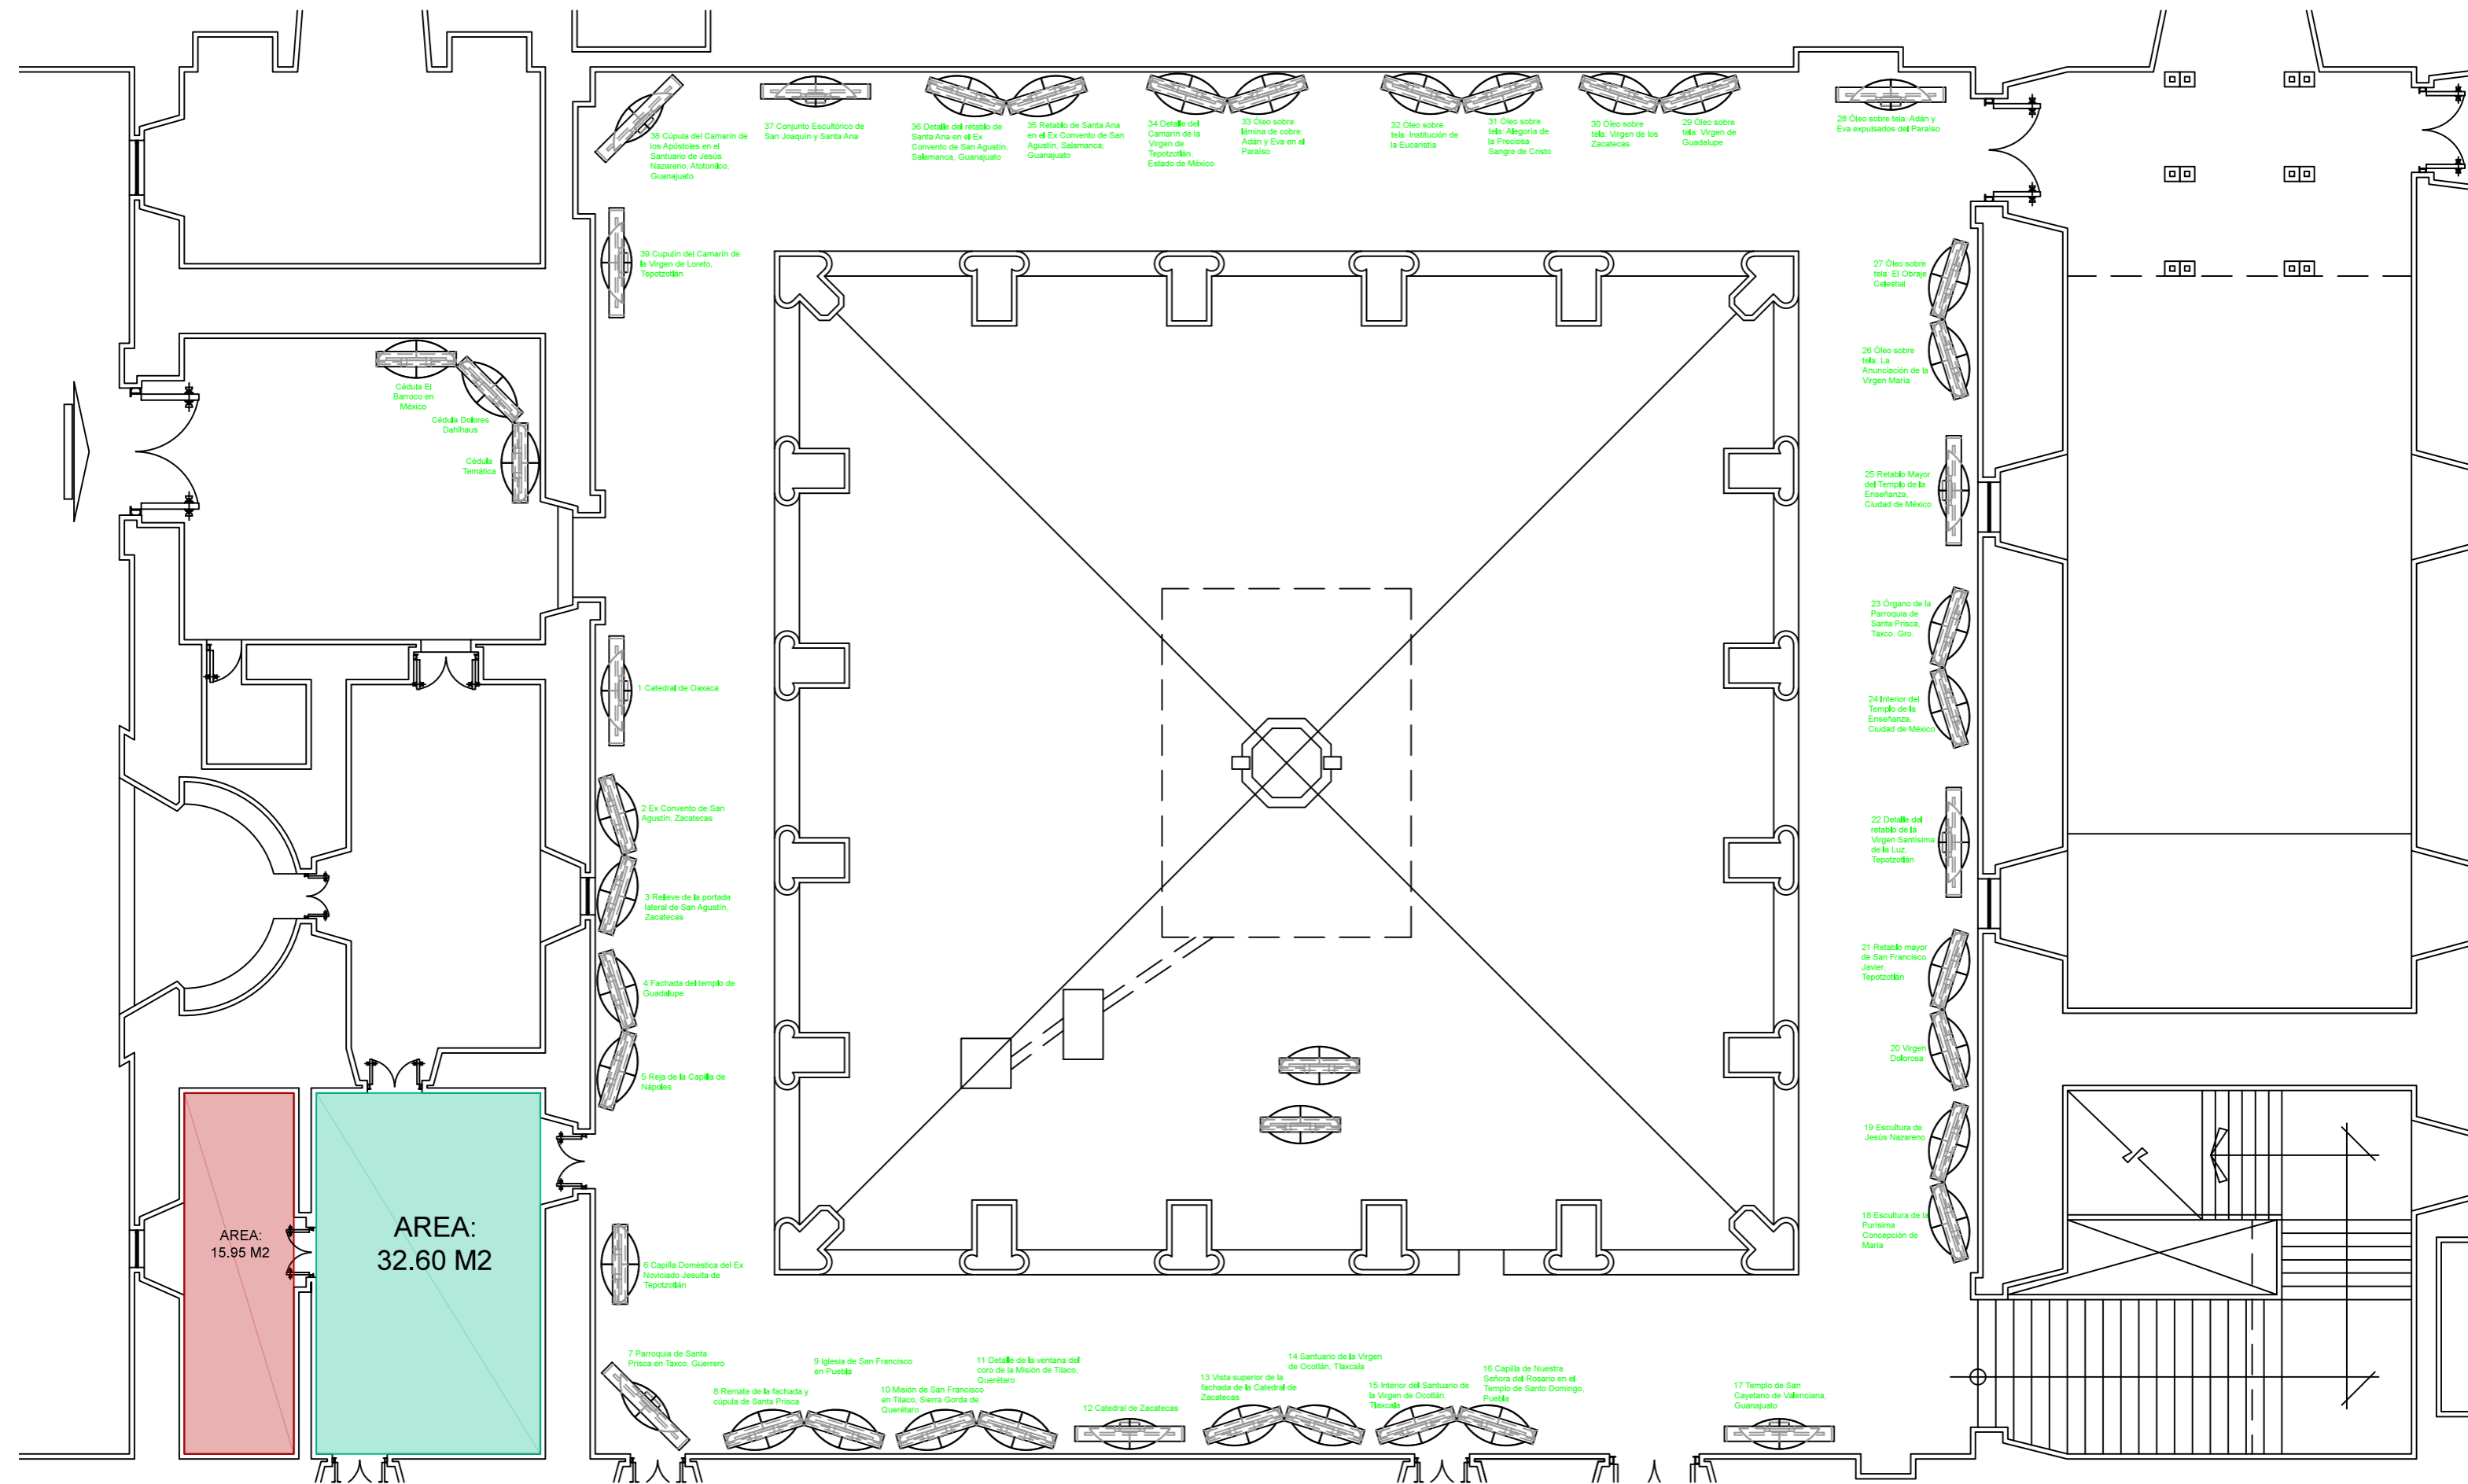 38 Cúpula del Camarín de
los Apóstoles en el
Santuario de Jesús
Nazareno, Atotonilco,
Guanajuato
37 Conjunto Escultórico de
San Joaquín y Santa Ana
36 Detalle del retablo de
Santa Ana en el Ex
Convento de San Agustín,
Salamanca, Guanajuato
35 Retablo de Santa Ana
en el Ex Convento de San
Agustín, Salamanca,
Guanajuato
34 Detalle del
Camarín de la
Virgen de
Tepotzotlán,
Estado de México
33 Óleo sobre
lámina de cobre:
Adán y Eva en el
Paraíso
32 Óleo sobre
tela: Institución de
la Eucaristía
31 Óleo sobre
tela: Alegoría de
la Preciosa
Sangre de Cristo
30 Óleo sobre
tela: Virgen de los
Zacatecas
29 Óleo sobre
tela: Virgen de
Guadalupe
28 Óleo sobre tela: Adán y
Eva expulsados del Paraíso
39 Cupulín del Camarín de
la Virgen de Loreto,
Tepotzotlán
27 Óleo sobre
tela: El Obraje
Celestial
26 Óleo sobre
tela: La
Anunciación de la
Virgen María
Cédula El
Barroco en
México
Cédula Dolores
Dahlhaus
Cédula
Temática
25 Retablo Mayor
del Templo de la
Enseñanza,
Ciudad de México
23 Órgano de la
Parroquia de
Santa Prisca,
Taxco, Gro.
1 Catedral de Oaxaca
24 Interior del
Templo de la
Enseñanza,
Ciudad de México
2 Ex Convento de San
Agustín, Zacatecas
22 Detalle del
retablo de la
Virgen Santísima
de la Luz,
Tepotzotlán
3 Relieve de la portada
lateral de San Agustín,
Zacatecas
4 Fachada del templo de
Guadalupe
21 Retablo mayor
de San Francisco
Javier,
Tepotzotlán
5 Reja de la Capilla de
Nápoles
20 Virgen
Dolorosa
19 Escultura de
Jesús Nazareno
AREA:
15.95 M2
AREA:
32.60 M2
18 Escultura de la
Purísima
Concepción de
María
6 Capilla Doméstica del Ex
Noviciado Jesuita de
Tepotzotlán
7 Parroquia de Santa
Prisca en Taxco, Guerrero
8 Remate de la fachada y
cúpula de Santa Prisca
9 Iglesia de San Francisco
en Puebla
10 Misión de San Francisco
en Tilaco, Sierra Gorda de
Querétaro
11 Detalle de la ventana del
coro de la Misión de Tilaco,
Querétaro
12 Catedral de Zacatecas
13 Vista superior de la
fachada de la Catedral de
Zacatecas
14 Santuario de la Virgen
de Ocotlán, Tlaxcala
15 Interior del Santuario de
la Virgen de Ocotlán,
Tlaxcala
16 Capilla de Nuestra
Señora del Rosario en el
Templo de Santo Domingo,
Puebla
17 Templo de San
Cayetano de Valenciana,
Guanajuato